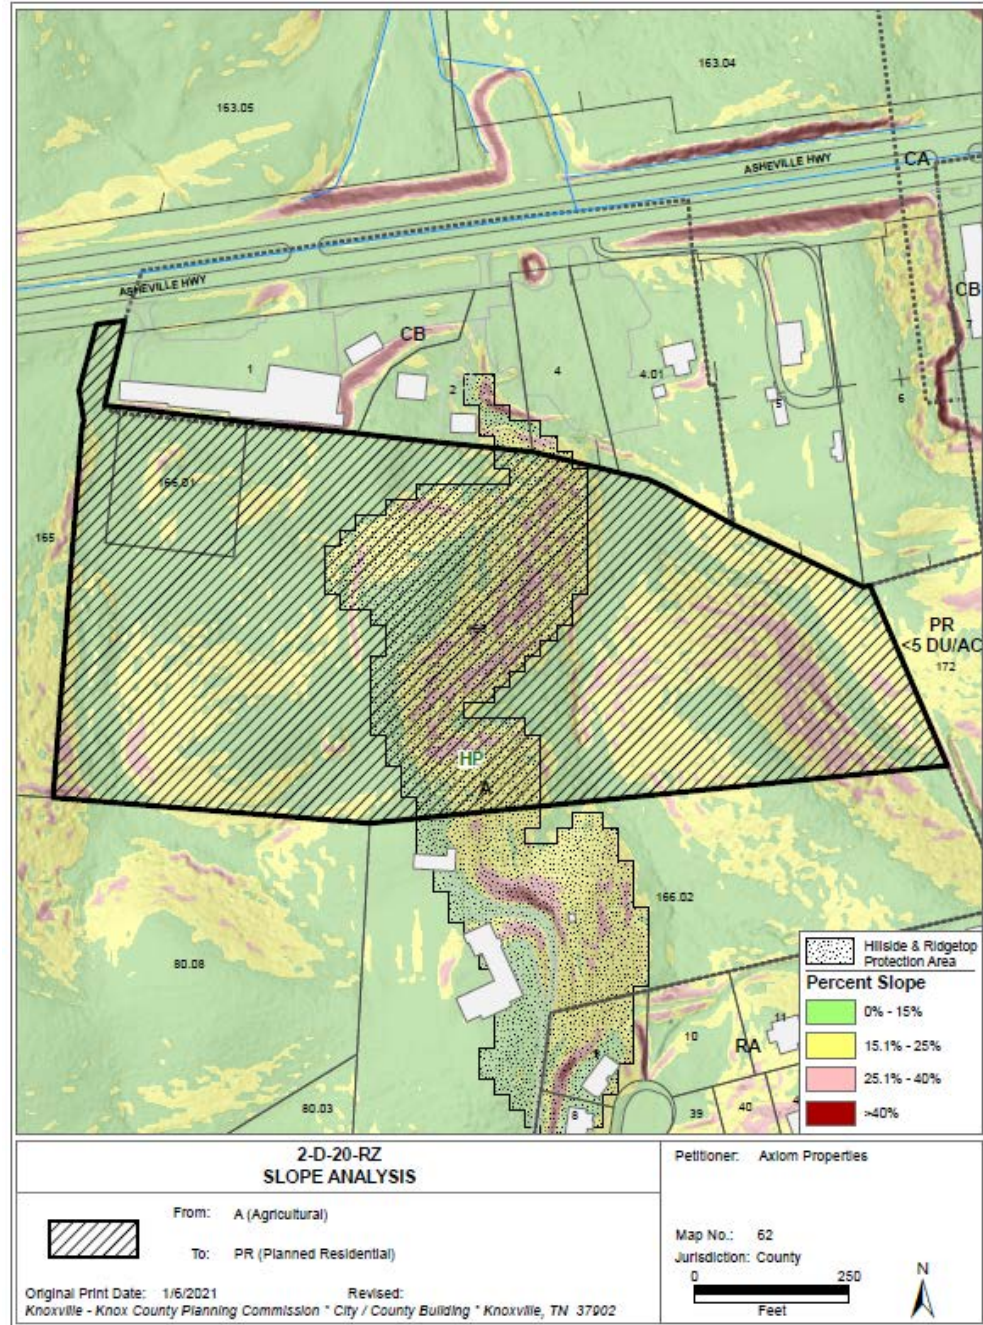 163.04
163.05
ASHEVILLE HWY
CA
ASHEVILLE HWY
CB
CB
7
1
2
4
4.01
5
6
166.01
165
PR
<5 DU/AC
172
HP
A
166.02
80.08
9
10
11
RA
8
39
40
80.03
Hillside & Ridgetop
Protection Area
Percent Slope
0% - 15%
15.1% - 25%
25.1% - 40%
>40%
2-D-20-RZ
SLOPE ANALYSIS
From: A (Agricultural)
To: PR (Planned Residential)
Original Print Date: 1/6/2021 Revised:
Knoxville - Knox County Planning Commission * City / County Building * Knoxville, TN 37902
Petitioner: Axiom Properties
Map No.: 62
Jurisdiction: County
0 250
Feet
N